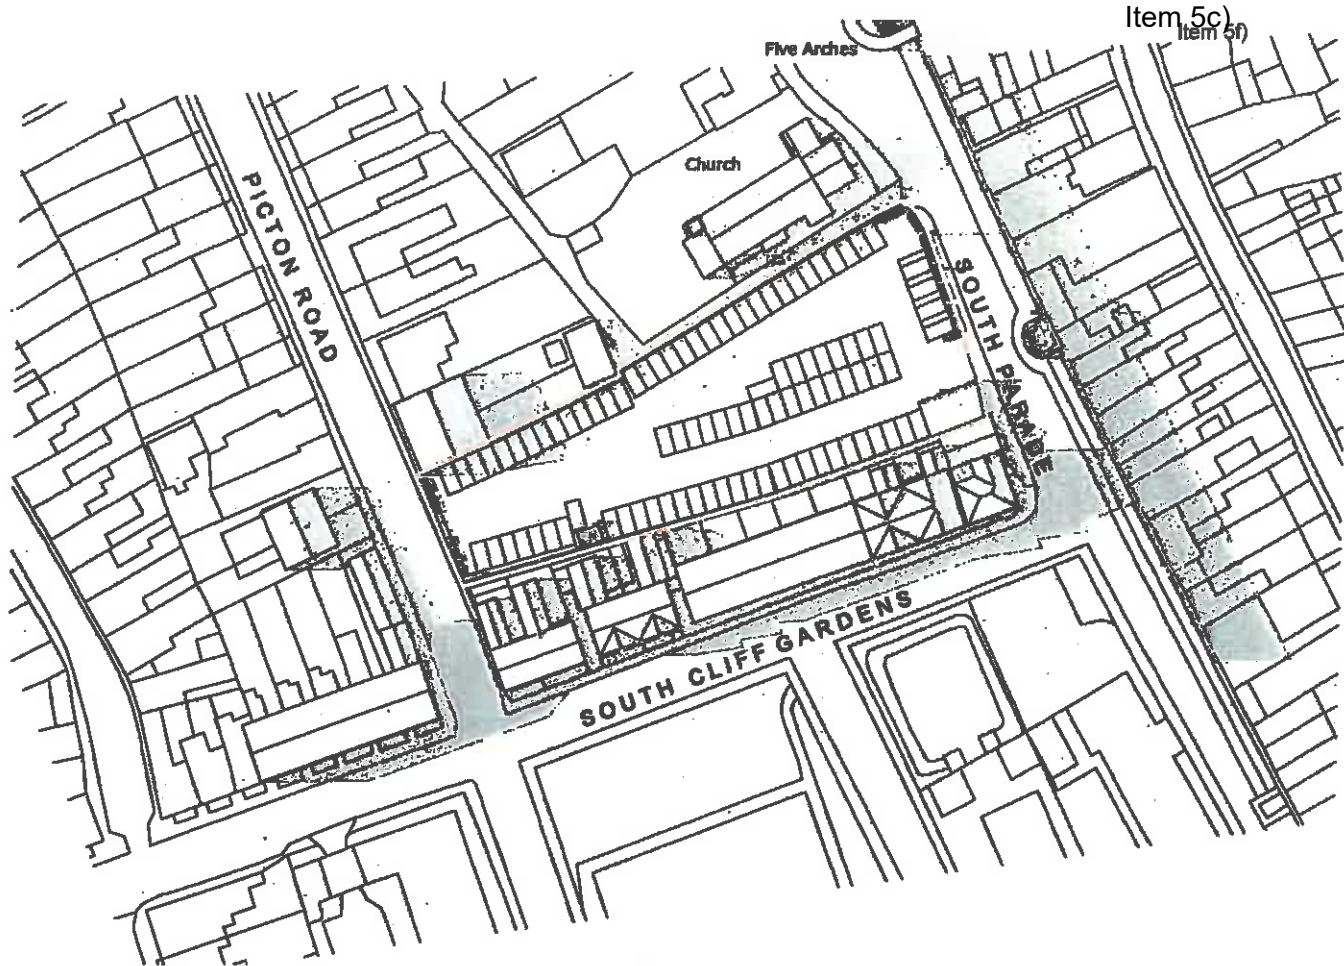 Item 5c)
Item 5f)
Five Arches
Church
PICTON ROAD
SOUTH PARADE
SOUTH CLIFF GARDENS